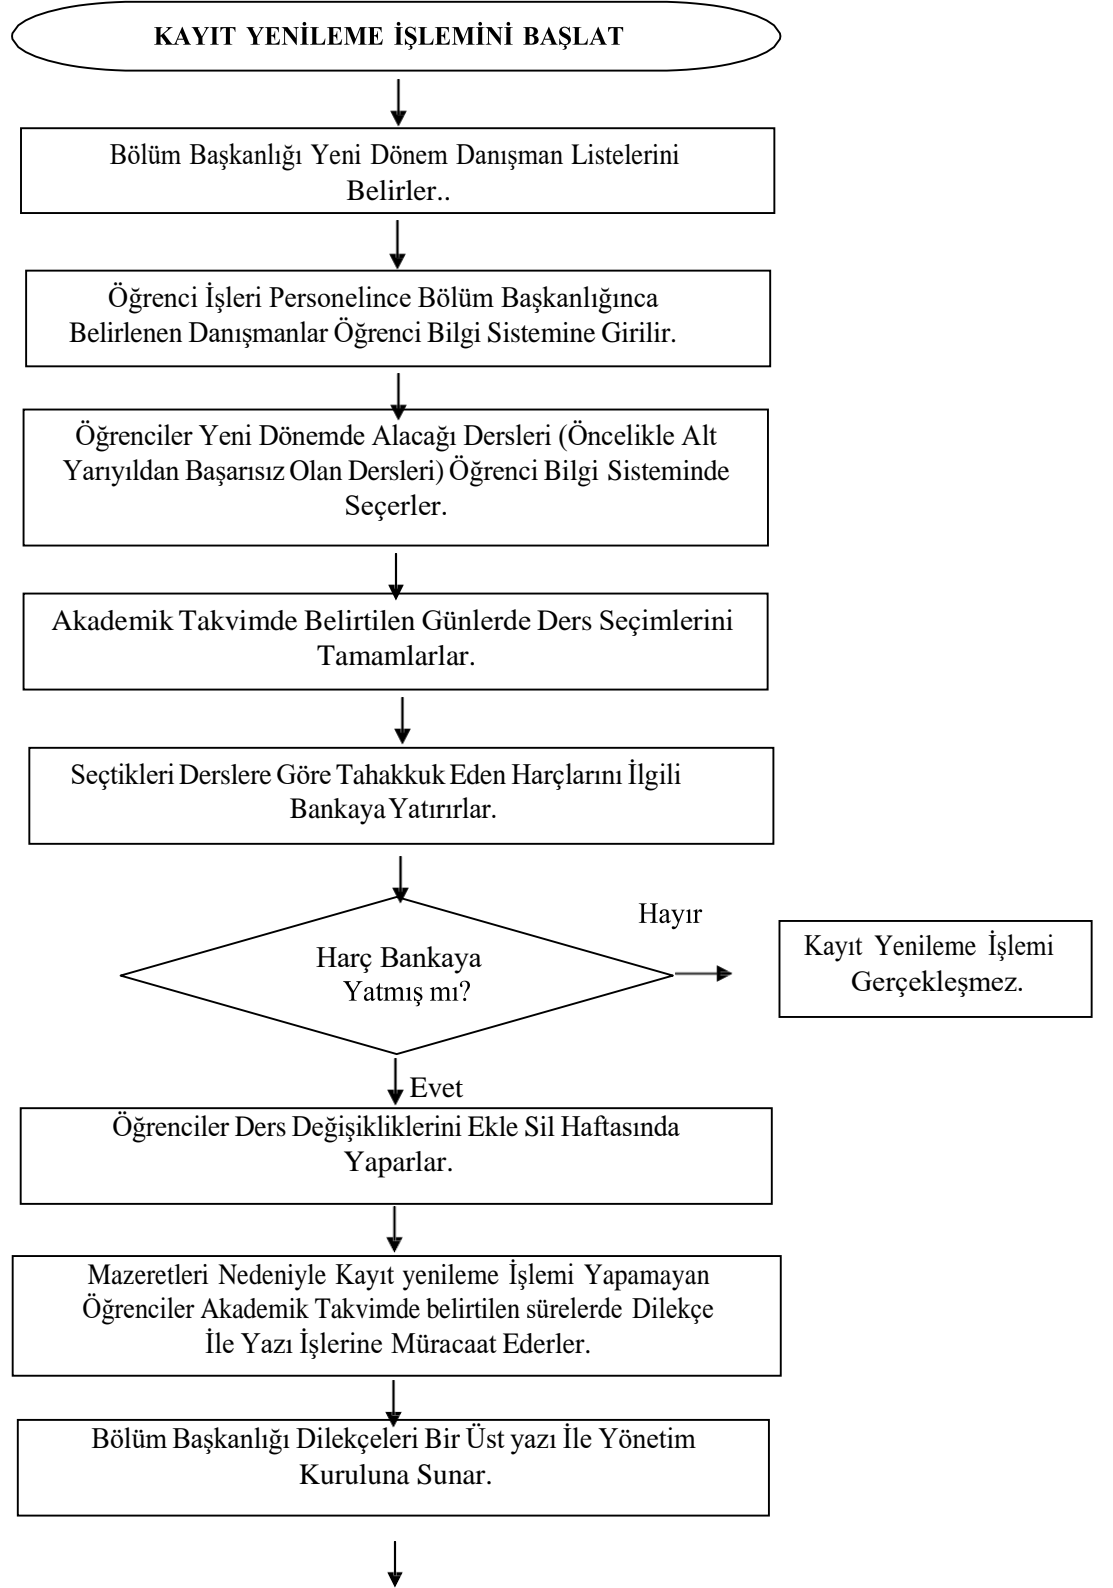 KAYIT YENİLEME İŞLEMİNİ BAŞLAT
Bölüm Başkanlığı Yeni Dönem Danışman Listelerini
Belirler..
Öğrenci İşleri Personelince Bölüm Başkanlığınca
Belirlenen Danışmanlar Öğrenci Bilgi Sistemine Girilir.
Öğrenciler Yeni Dönemde Alacağı Dersleri (Öncelikle Alt
Yarıyıldan Başarısız Olan Dersleri) Öğrenci Bilgi Sisteminde
Seçerler.
Akademik Takvimde Belirtilen Günlerde Ders Seçimlerini
Tamamlarlar.
Seçtikleri Derslere Göre Tahakkuk Eden Harçlarını İlgili
Bankaya Yatırırlar.
Harç Bankaya
Yatmış mı?
Hayır
Kayıt Yenileme İşlemi
Gerçekleşmez.
Evet
Öğrenciler Ders Değişikliklerini Ekle Sil Haftasında
Yaparlar.
Mazeretleri Nedeniyle Kayıt yenileme İşlemi Yapamayan
Öğrenciler Akademik Takvimde belirtilen sürelerde Dilekçe
İle Yazı İşlerine Müracaat Ederler.
Bölüm Başkanlığı Dilekçeleri Bir Üst yazı İle Yönetim
Kuruluna Sunar.